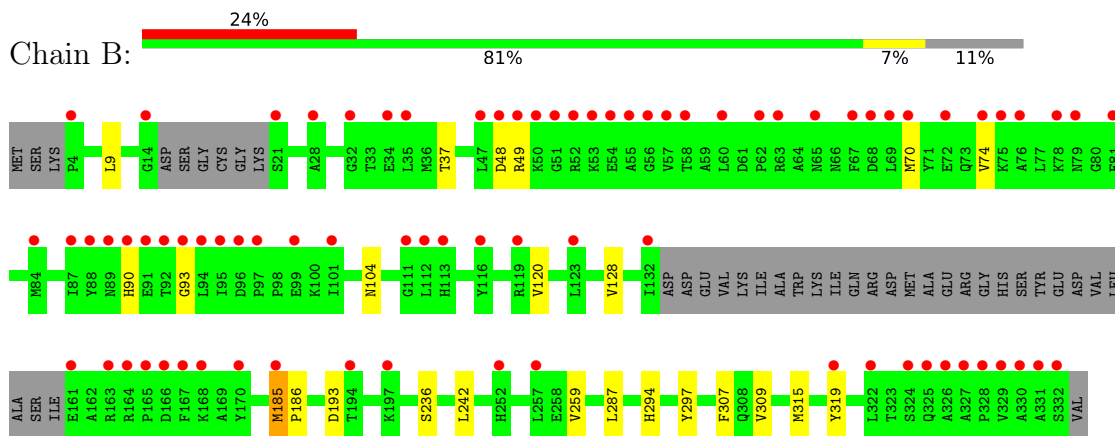 24%
Chain B:
81% 7% 11%
MET SER LYS P4 L9 G14 ASP SER GLY CYS GLY LYS S21 A28 G32 T33 E34 L35 M36 T37 L47 D48 R49 K50 G51 R52 K53 E54 A55 G56 V57 T58 A59 L60 D61 P62 R63 A64 N65 N66 F67 D68 L69 M70 Y71 E72 Q73 V74 K75 A76 L77 K78 N79 G80 E81
M84 I87 Y88 N89 H90 E91 T92 G93 L94 I95 D96 P97 P98 E99 K100 I101 N104 G111 L112 H113 Y116 R119 V120 L123 V128 I132 ASP ASP GLU VAL LYS ILE ALA TRP LYS ILE GLN ARG ASP MET ALA GLU ARG GLY HIS SER TYR GLU ASP VAL LEU
ALA SER ILE E161 A162 R163 R164 P165 D166 F167 K168 A169 Y170 M185 P186 D193 T194 K197 S236 L242 H252 L257 E258 V259 L287 H294 Y297 F307 Q308 V309 M315 Y319 L322 T323 S324 Q325 A326 A327 P328 V329 A330 A331 S332 VAL